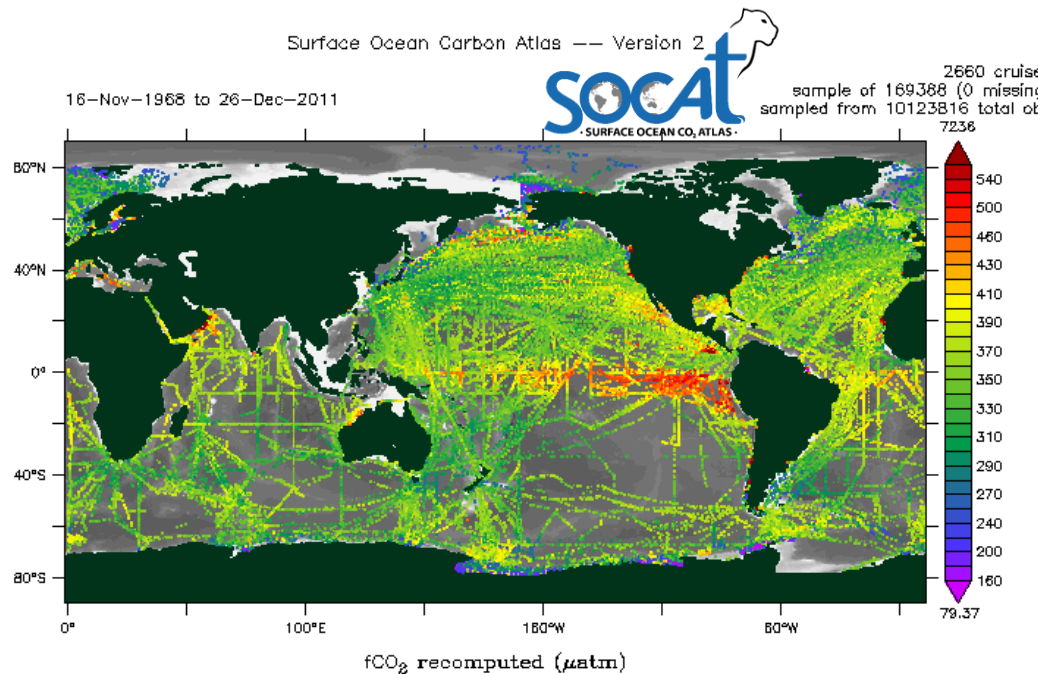 Surface Ocean Carbon Atlas -- Version 2
SOCAT
· SURFACE OCEAN CO₂ ATLAS ·
16-Nov-1968 to 26-Dec-2011
2660 cruise
sample of 169388 (0 missing
sampled from 10123816 total ob
7236
540
500
460
430
410
390
370
350
330
310
290
270
240
200
160
79.37
80°N
40°N
0°
40°S
80°S
0°
100°E
160°W
60°W
fCO₂ recomputed (μatm)